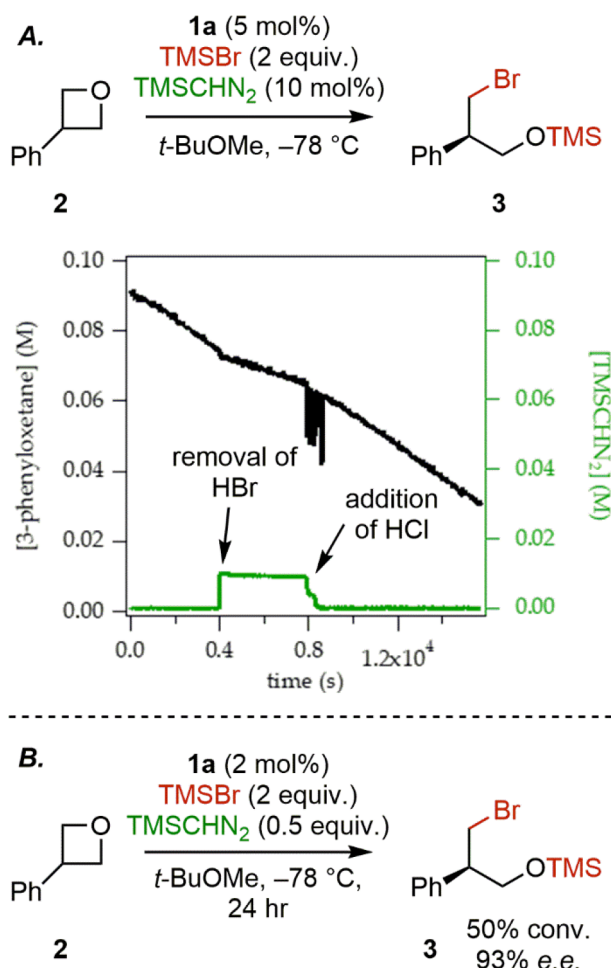 A.
1a (5 mol%)
TMSBr (2 equiv.)
TMSCHN2 (10 mol%)
t-BuOMe, –78 °C
O
Ph
2
Br
OTMS
Ph
3
0.10
0.08
0.06
0.04
0.02
0.00
[3-phenyloxetane] (M)
0.10
0.08
0.06
0.04
0.02
0.00
[TMSCHN2] (M)
removal of
HBr
addition
of HCl
0.0
0.4
0.8
1.2x10^4
time (s)
B.
1a (2 mol%)
TMSBr (2 equiv.)
TMSCHN2 (0.5 equiv.)
t-BuOMe, –78 °C,
24 hr
O
Ph
2
Br
OTMS
Ph
3
50% conv.
93% e.e.